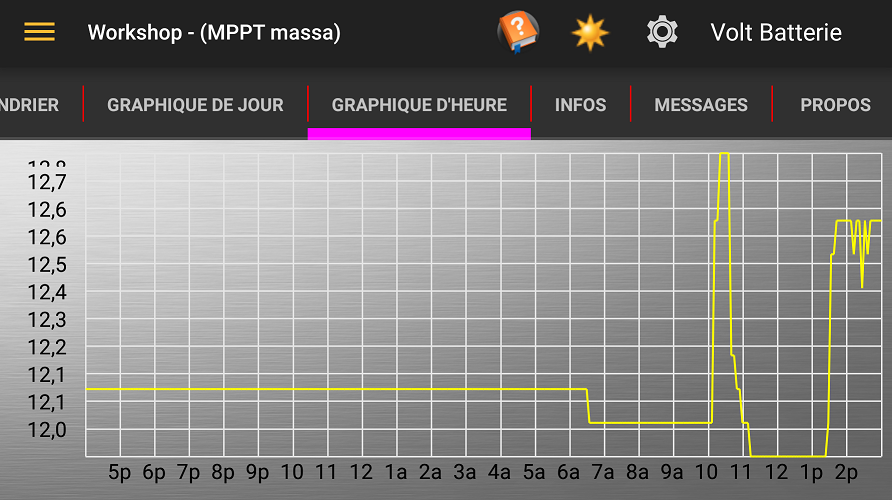 Workshop - (MPPT massa)
Volt Batterie
NDRIER
GRAPHIQUE DE JOUR
GRAPHIQUE D'HEURE
INFOS
MESSAGES
PROPOS
12,8
12,7
12,6
12,6
12,5
12,4
12,3
12,2
12,1
12,1
12,0
5p 6p 7p 8p 9p 10 11 12 1a 2a 3a 4a 5a 6a 7a 8a 9a 10 11 12 1p 2p